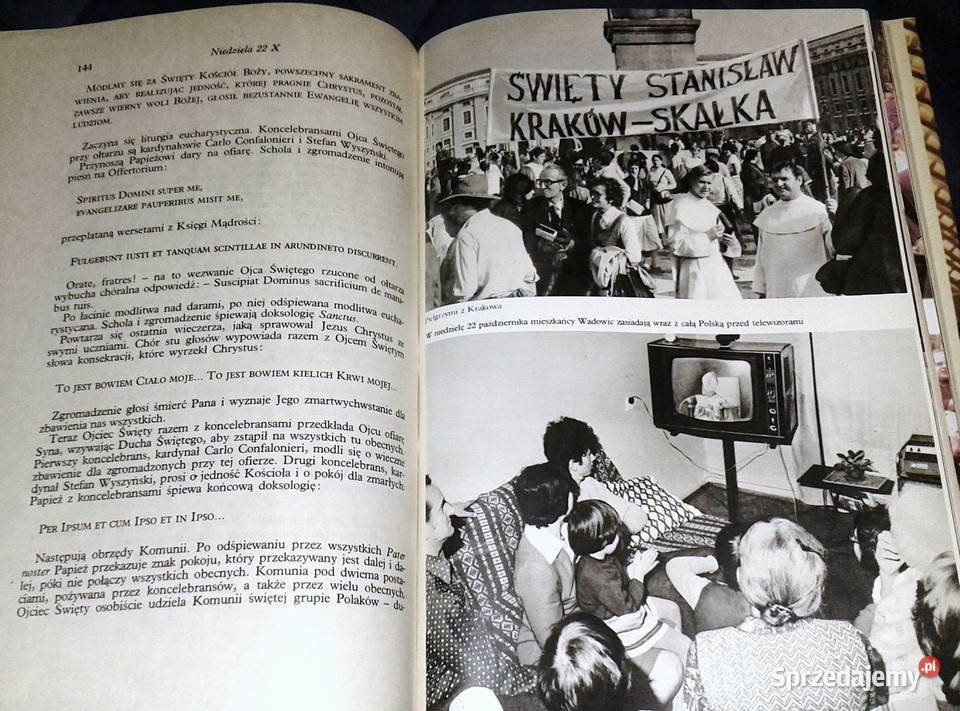 144
Niedziela 22 X
MÓDLMY SIĘ ZA ŚWIĘTY KOŚCIÓŁ BOŻY, POWSZECHNY SAKRAMENT ZBA-
WIENIA, ABY REALIZUJĄC JEDNOŚĆ, KTÓREJ PRAGNIE CHRYSTUS, POZOSTAŁ
ZAWSZE WIERNY WOLI BOŻEJ, GŁOSIŁ BEZUSTANNIE EWANGELIĘ WSZYSTKIM
LUDZIOM.
Zaczyna się liturgia eucharystyczna. Koncelebransami Ojca Świętego
przy ołtarzu są kardynałowie Carlo Confalonieri i Stefan Wyszyński.
Przynoszą Papieżowi dary na ofiarę. Schola i zgromadzenie intonują
pieśń na Offertorium:
SPIRITUS DOMINI SUPER ME,
EVANGELIZARE PAUPERIBUS MISIT ME,
przeplataną wersetami z Księgi Mądrości:
FULGEBUNT IUSTI ET TANQUAM SCINTILLAE IN ARUNDINETO DISCURRENT.
Orate, fratres! – na to wezwanie Ojca Świętego rzucone od ołtarza
wybucha chóralna odpowiedź: – Suscipiat Dominus sacrificium de mani-
bus tuis.
Po łacinie modlitwa nad darami, po niej odśpiewana modlitwa eucha-
rystyczna. Schola i zgromadzenie śpiewają doksologię Sanctus.
Powtarza się ostatnia wieczerza, jaką sprawował Jezus Chrystus ze
swymi uczniami. Chór stu głosów wypowiada razem z Ojcem Świętym
słowa konsekracji, które wyrzekł Chrystus:
TO JEST BOWIEM CIAŁO MOJE... TO JEST BOWIEM KIELICH KRWI MOJEJ...
Zgromadzenie głosi śmierć Pana i wyznaje Jego zmartwychwstanie dla
zbawienia nas wszystkich.
Teraz Ojciec Święty razem z koncelebransami przedkłada Ojcu ofiarę
Syna, wzywając Ducha Świętego, aby zstąpił na wszystkich tu obecnych.
Pierwszy koncelebrans, kardynał Carlo Confalonieri, modli się o wieczne
zbawienie dla zgromadzonych przy tej ofierze. Drugi koncelebrans, kar-
dynał Stefan Wyszyński, prosi o jedność Kościoła i o pokój dla zmarłych.
Papież z koncelebransami śpiewa końcową doksologię:
PER IPSUM ET CUM IPSO ET IN IPSO...
Następują obrzędy Komunii. Po odśpiewaniu przez wszystkich Pater
noster Papież przekazuje znak pokoju, który przekazywany jest dalej i da-
lej, póki nie połączy wszystkich obecnych. Komunia pod dwiema posta-
ciami, pożywana przez koncelebransów, a także przez wielu obecnych.
Ojciec Święty osobiście udziela Komunii świętej grupie Polaków – du-
ŚWIĘTY STANISŁAW
KRAKÓW–SKAŁKA
Pielgrzymi z Krakowa
W niedzielę 22 października mieszkańcy Wadowic zasiadają wraz z całą Polską przed telewizorami
Sprzedajemy.pl